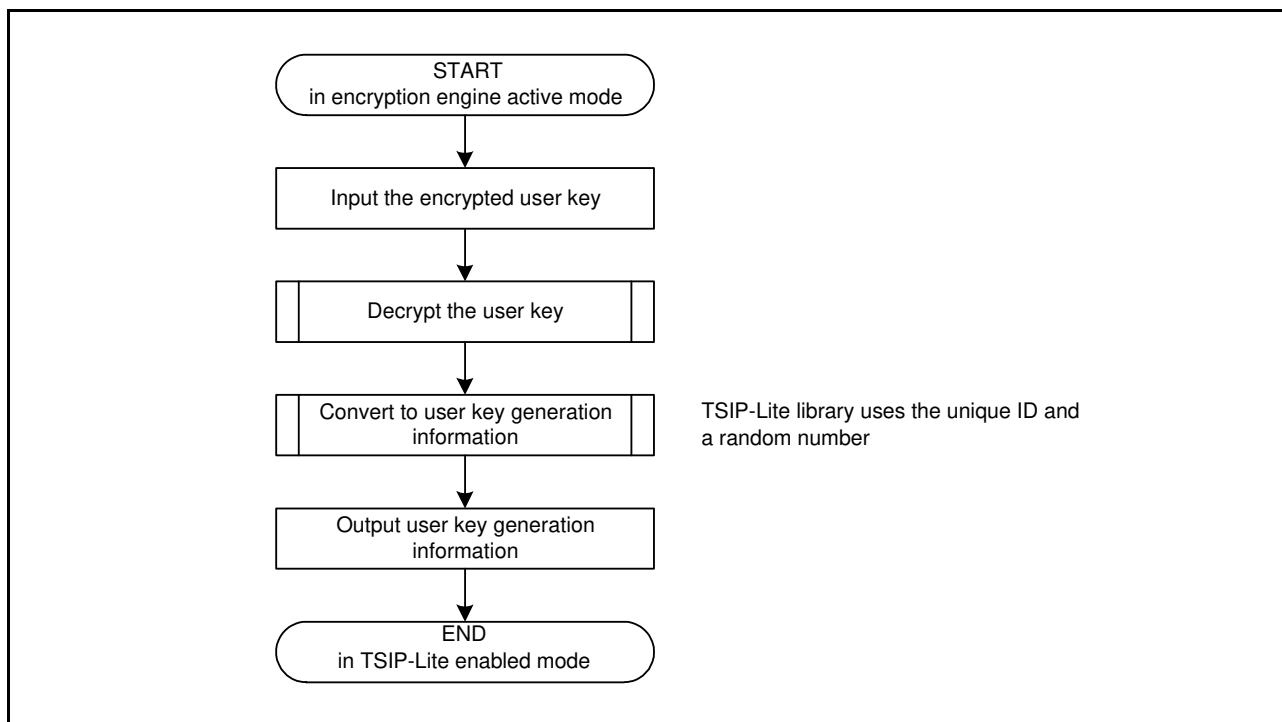 START
in encryption engine active mode
Input the encrypted user key
Decrypt the user key
Convert to user key generation
information
TSIP-Lite library uses the unique ID and
a random number
Output user key generation
information
END
in TSIP-Lite enabled mode